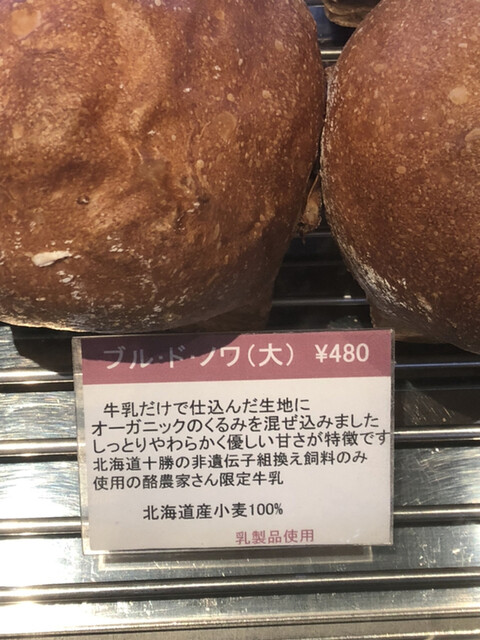 ブル・ド・ノワ(大) ¥480
牛乳だけで仕込んだ生地に
オーガニックのくるみを混ぜ込みました
しっとりやわらかく優しい甘さが特徴です
北海道十勝の非遺伝子組換え飼料のみ
使用の酪農家さん限定牛乳
北海道産小麦100%
乳製品使用